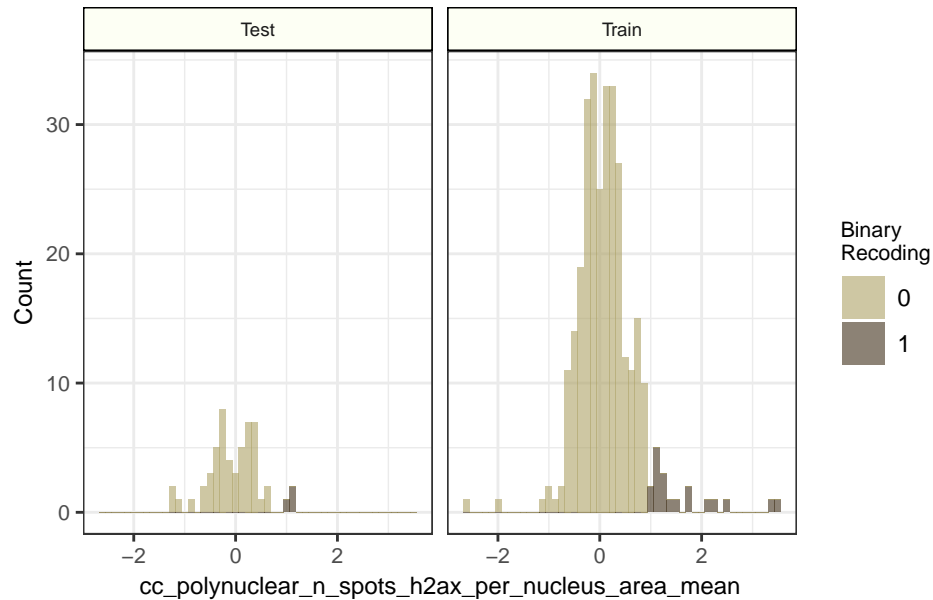 Test
Train
Count
30
20
10
0
−2
0
2
−2
0
2
cc_polynuclear_n_spots_h2ax_per_nucleus_area_mean
Binary
Recoding
0
1